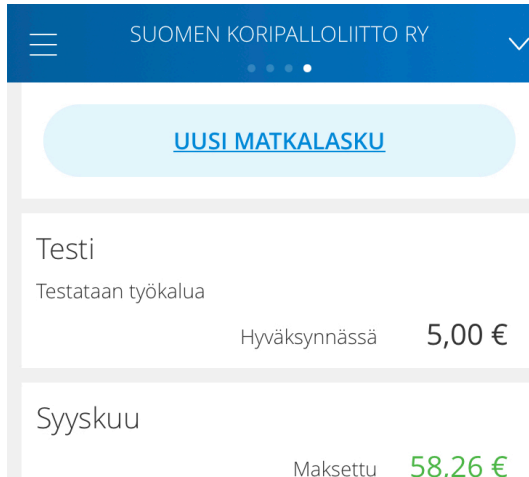 SUOMEN KORIPALLOLIITTO RY
UUSI MATKALASKU
Testi
Testataan työkalua
Hyväksynnässä 5,00 €
Syyskuu
Maksettu 58,26 €